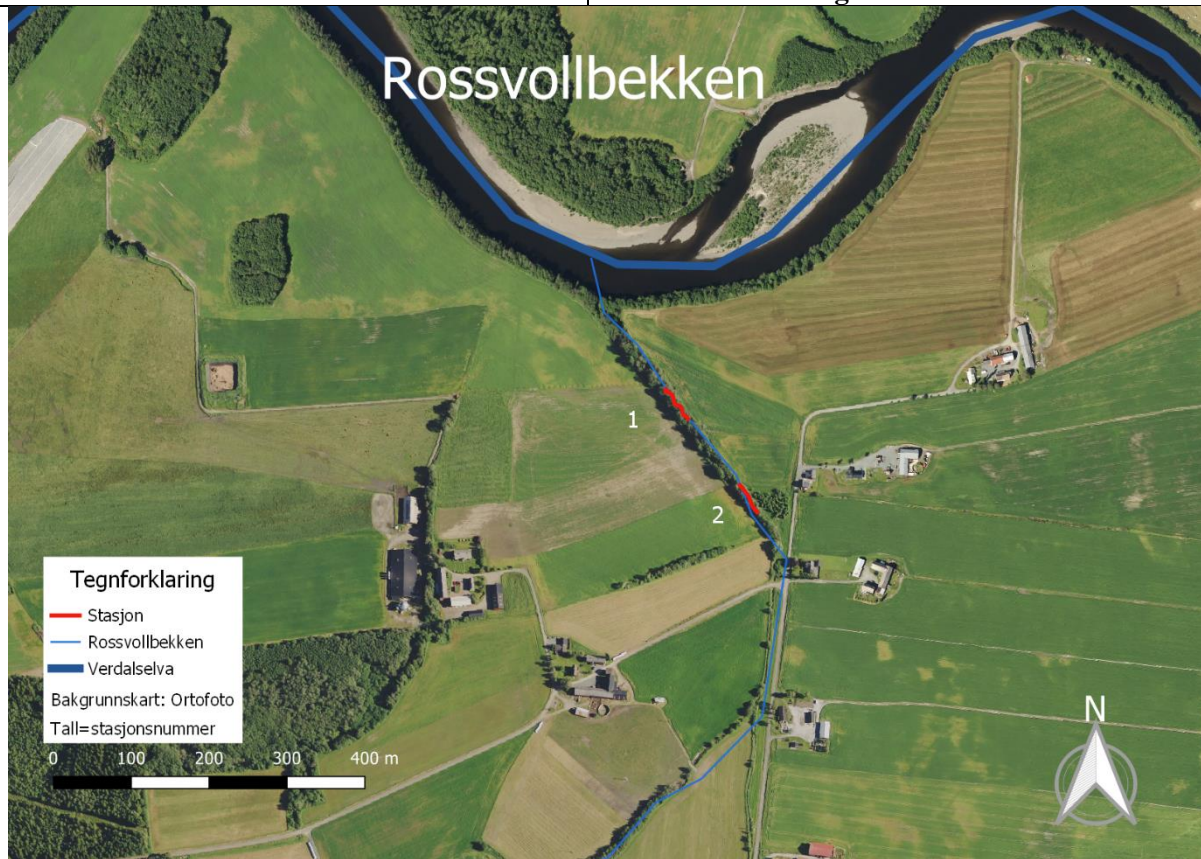 Rossvollbekken
1
2
Tegnforklaring
Stasjon
Rossvollbekken
Verdalselva
Bakgrunnskart: Ortofoto
Tall=stasjonsnummer
0 100 200 300 400 m
N